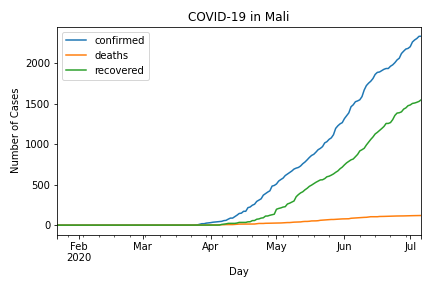 COVID-19 in Mali
confirmed
deaths
recovered
Number of Cases
2000
1500
1000
500
0
Feb Mar Apr May Jun Jul
2020
Day